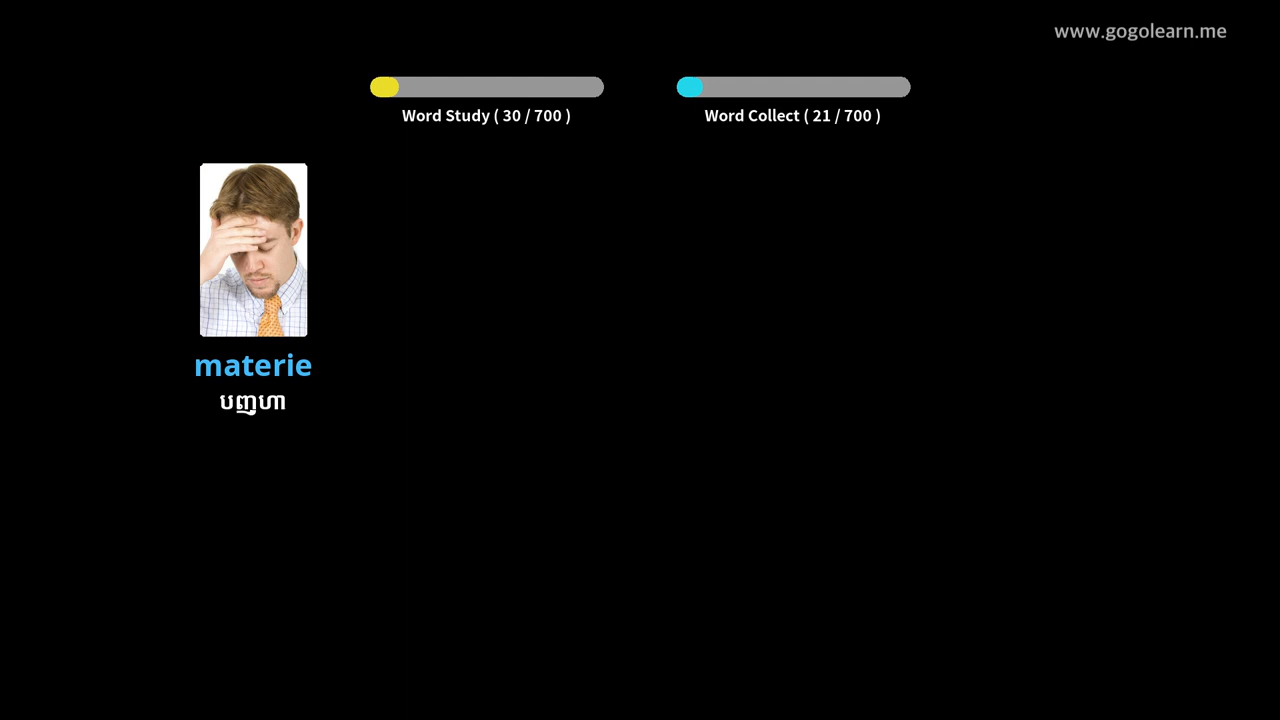 www.gogolearn.me
Word Study ( 30 / 700 )
Word Collect ( 21 / 700 )
materie
បញ្ហា